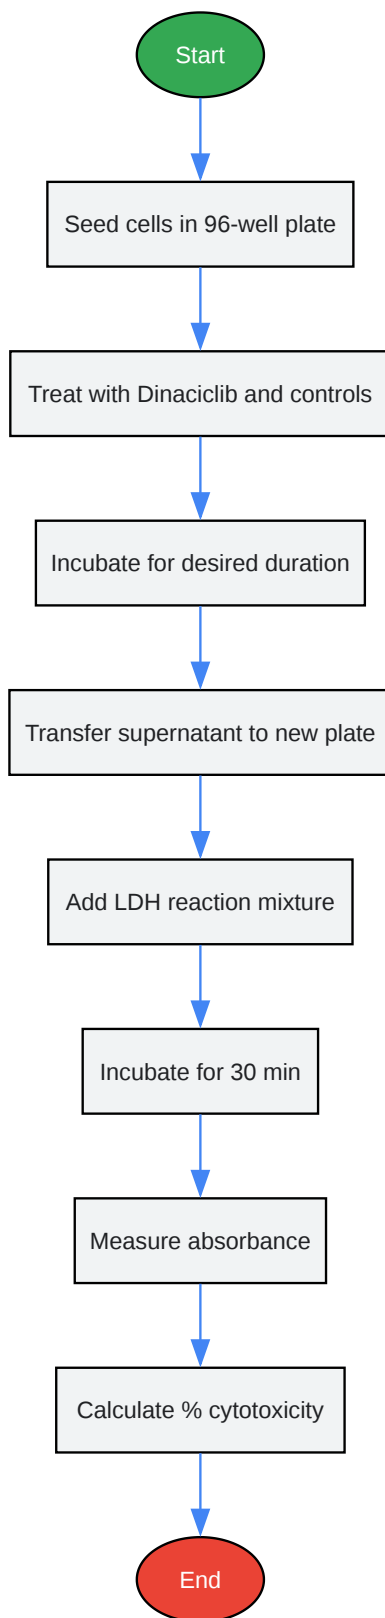 Start
Seed cells in 96-well plate
Treat with Dinaciclib and controls
Incubate for desired duration
Transfer supernatant to new plate
Add LDH reaction mixture
Incubate for 30 min
Measure absorbance
Calculate % cytotoxicity
End